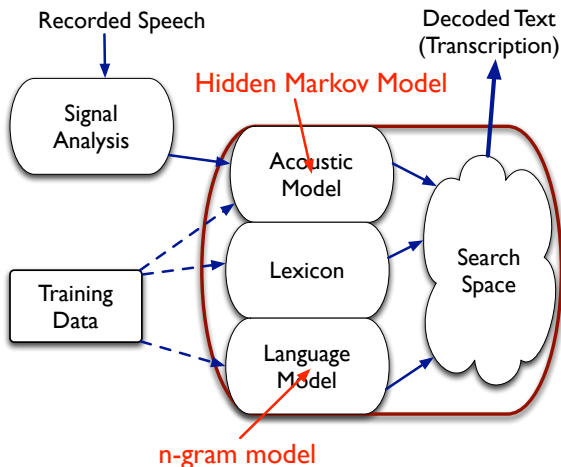 Recorded Speech
Decoded Text
(Transcription)
Hidden Markov Model
Signal
Analysis
Acoustic
Model
Lexicon
Search
Space
Training
Data
Language
Model
n-gram model